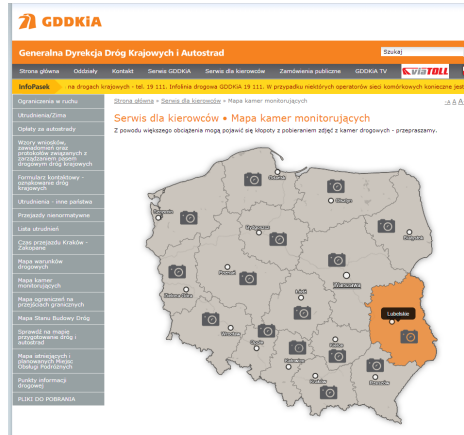 GDDKiA
Generalna Dyrekcja Dróg Krajowych i Autostrad
Szukaj
Strona główna Oddziały Kontakt Serwis GDDKiA Serwis dla kierowców Zamówienia publiczne GDDKiA TV viaTOLL
InfoPasek na drogach krajowych - tel. 19 111. Infolinia drogowa GDDKiA 19 111. W przypadku niektórych operatorów sieci komórkowych konieczne jest
Ograniczenia w ruchu
Strona główna • Serwis dla kierowców • Mapa kamer monitorujących
A A A
Utrudnienia/Zima
Serwis dla kierowców • Mapa kamer monitorujących
Opłaty za autostrady
Z powodu większego obciążenia mogą pojawić się kłopoty z pobieraniem zdjęć z kamer drogowych - przepraszamy.
Wzory wniosków,
zawiadomień oraz
protokołów związanych z
zarządzaniem pasem
drogowym dróg krajowych
Formularz kontaktowy -
oznakowanie dróg
krajowych
Utrudnienia - inne państwa
Przejazdy nienormatywne
Lista utrudnień
Czas przejazdu Kraków -
Zakopane
Mapa warunków
drogowych
Mapa kamer
monitorujących
Mapa ograniczeń na
przejściach granicznych
Mapa Stanu Budowy Dróg
Sprawdź na mapie
przygotowanie dróg i
autostrad
Mapa istniejących i
planowanych Miejsc
Obsługi Podróżnych
Punkty informacji
drogowej
PLIKI DO POBRANIA
Gdańsk
Olsztyn
Szczecin
Bydgoszcz
Białystok
Poznań
Warszawa
Zielona Góra
Łódź
Lubelskie
Wrocław
Opole
Kielce
Katowice
Kraków
Rzeszów